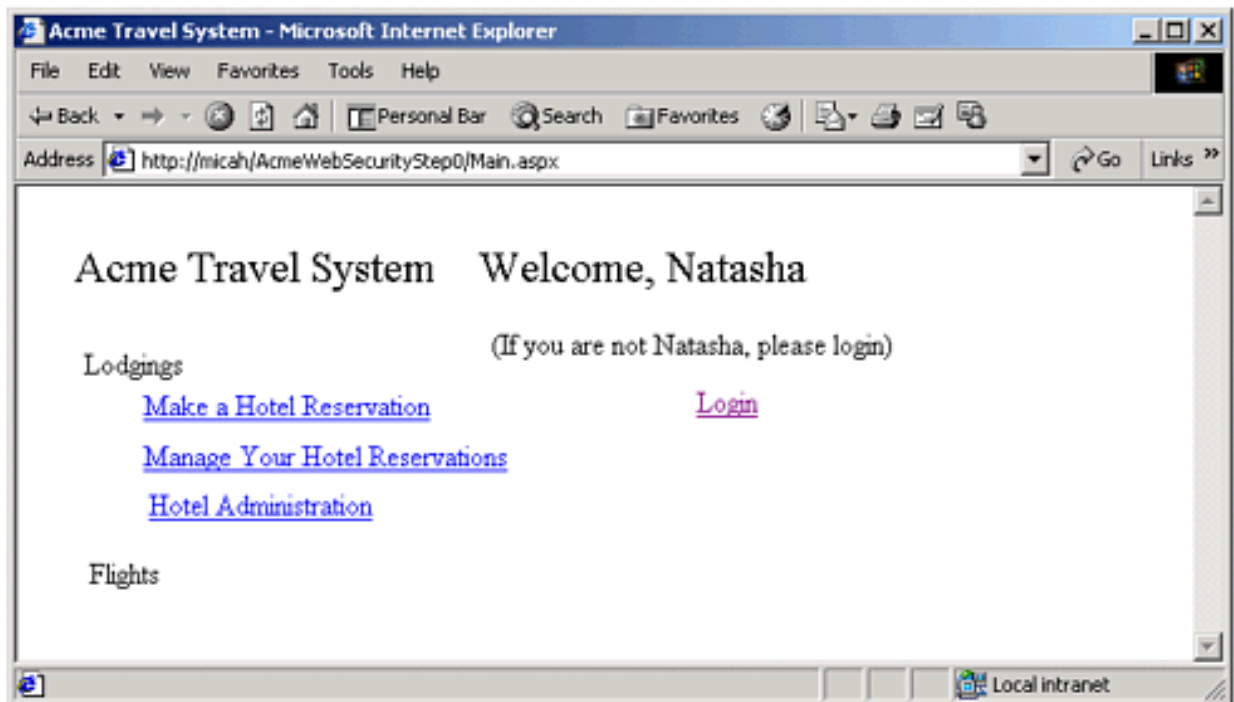 Acme Travel System - Microsoft Internet Explorer
File Edit View Favorites Tools Help
Back Personal Bar Search Favorites
Address http://micah/AcmeWebSecurityStep0/Main.aspx Go Links »
Acme Travel System Welcome, Natasha
(If you are not Natasha, please login)
Lodgings
Make a Hotel Reservation Login
Manage Your Hotel Reservations
Hotel Administration
Flights
Local intranet